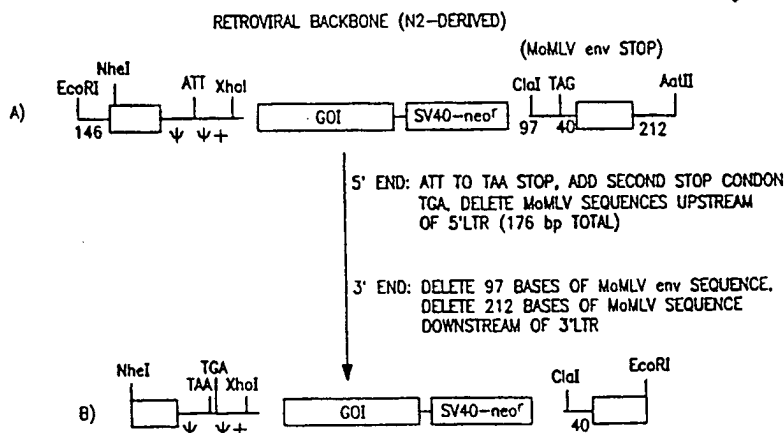 RETROVIRAL BACKBONE (N2-DERIVED)
(MoMLV env STOP)
EcoRI NheI ATT XhoI ClaI TAG AatII
A) 146 ψ ψ+ GOI SV40-neoʳ 97 40 212
5' END: ATT TO TAA STOP, ADD SECOND STOP CONDON
TGA, DELETE MoMLV SEQUENCES UPSTREAM
OF 5'LTR (176 bp TOTAL)
3' END: DELETE 97 BASES OF MoMLV env SEQUENCE,
DELETE 212 BASES OF MoMLV SEQUENCE
DOWNSTREAM OF 3'LTR
NheI TAA TGA XhoI ClaI EcoRI
B) ψ ψ+ GOI SV40-neoʳ 40